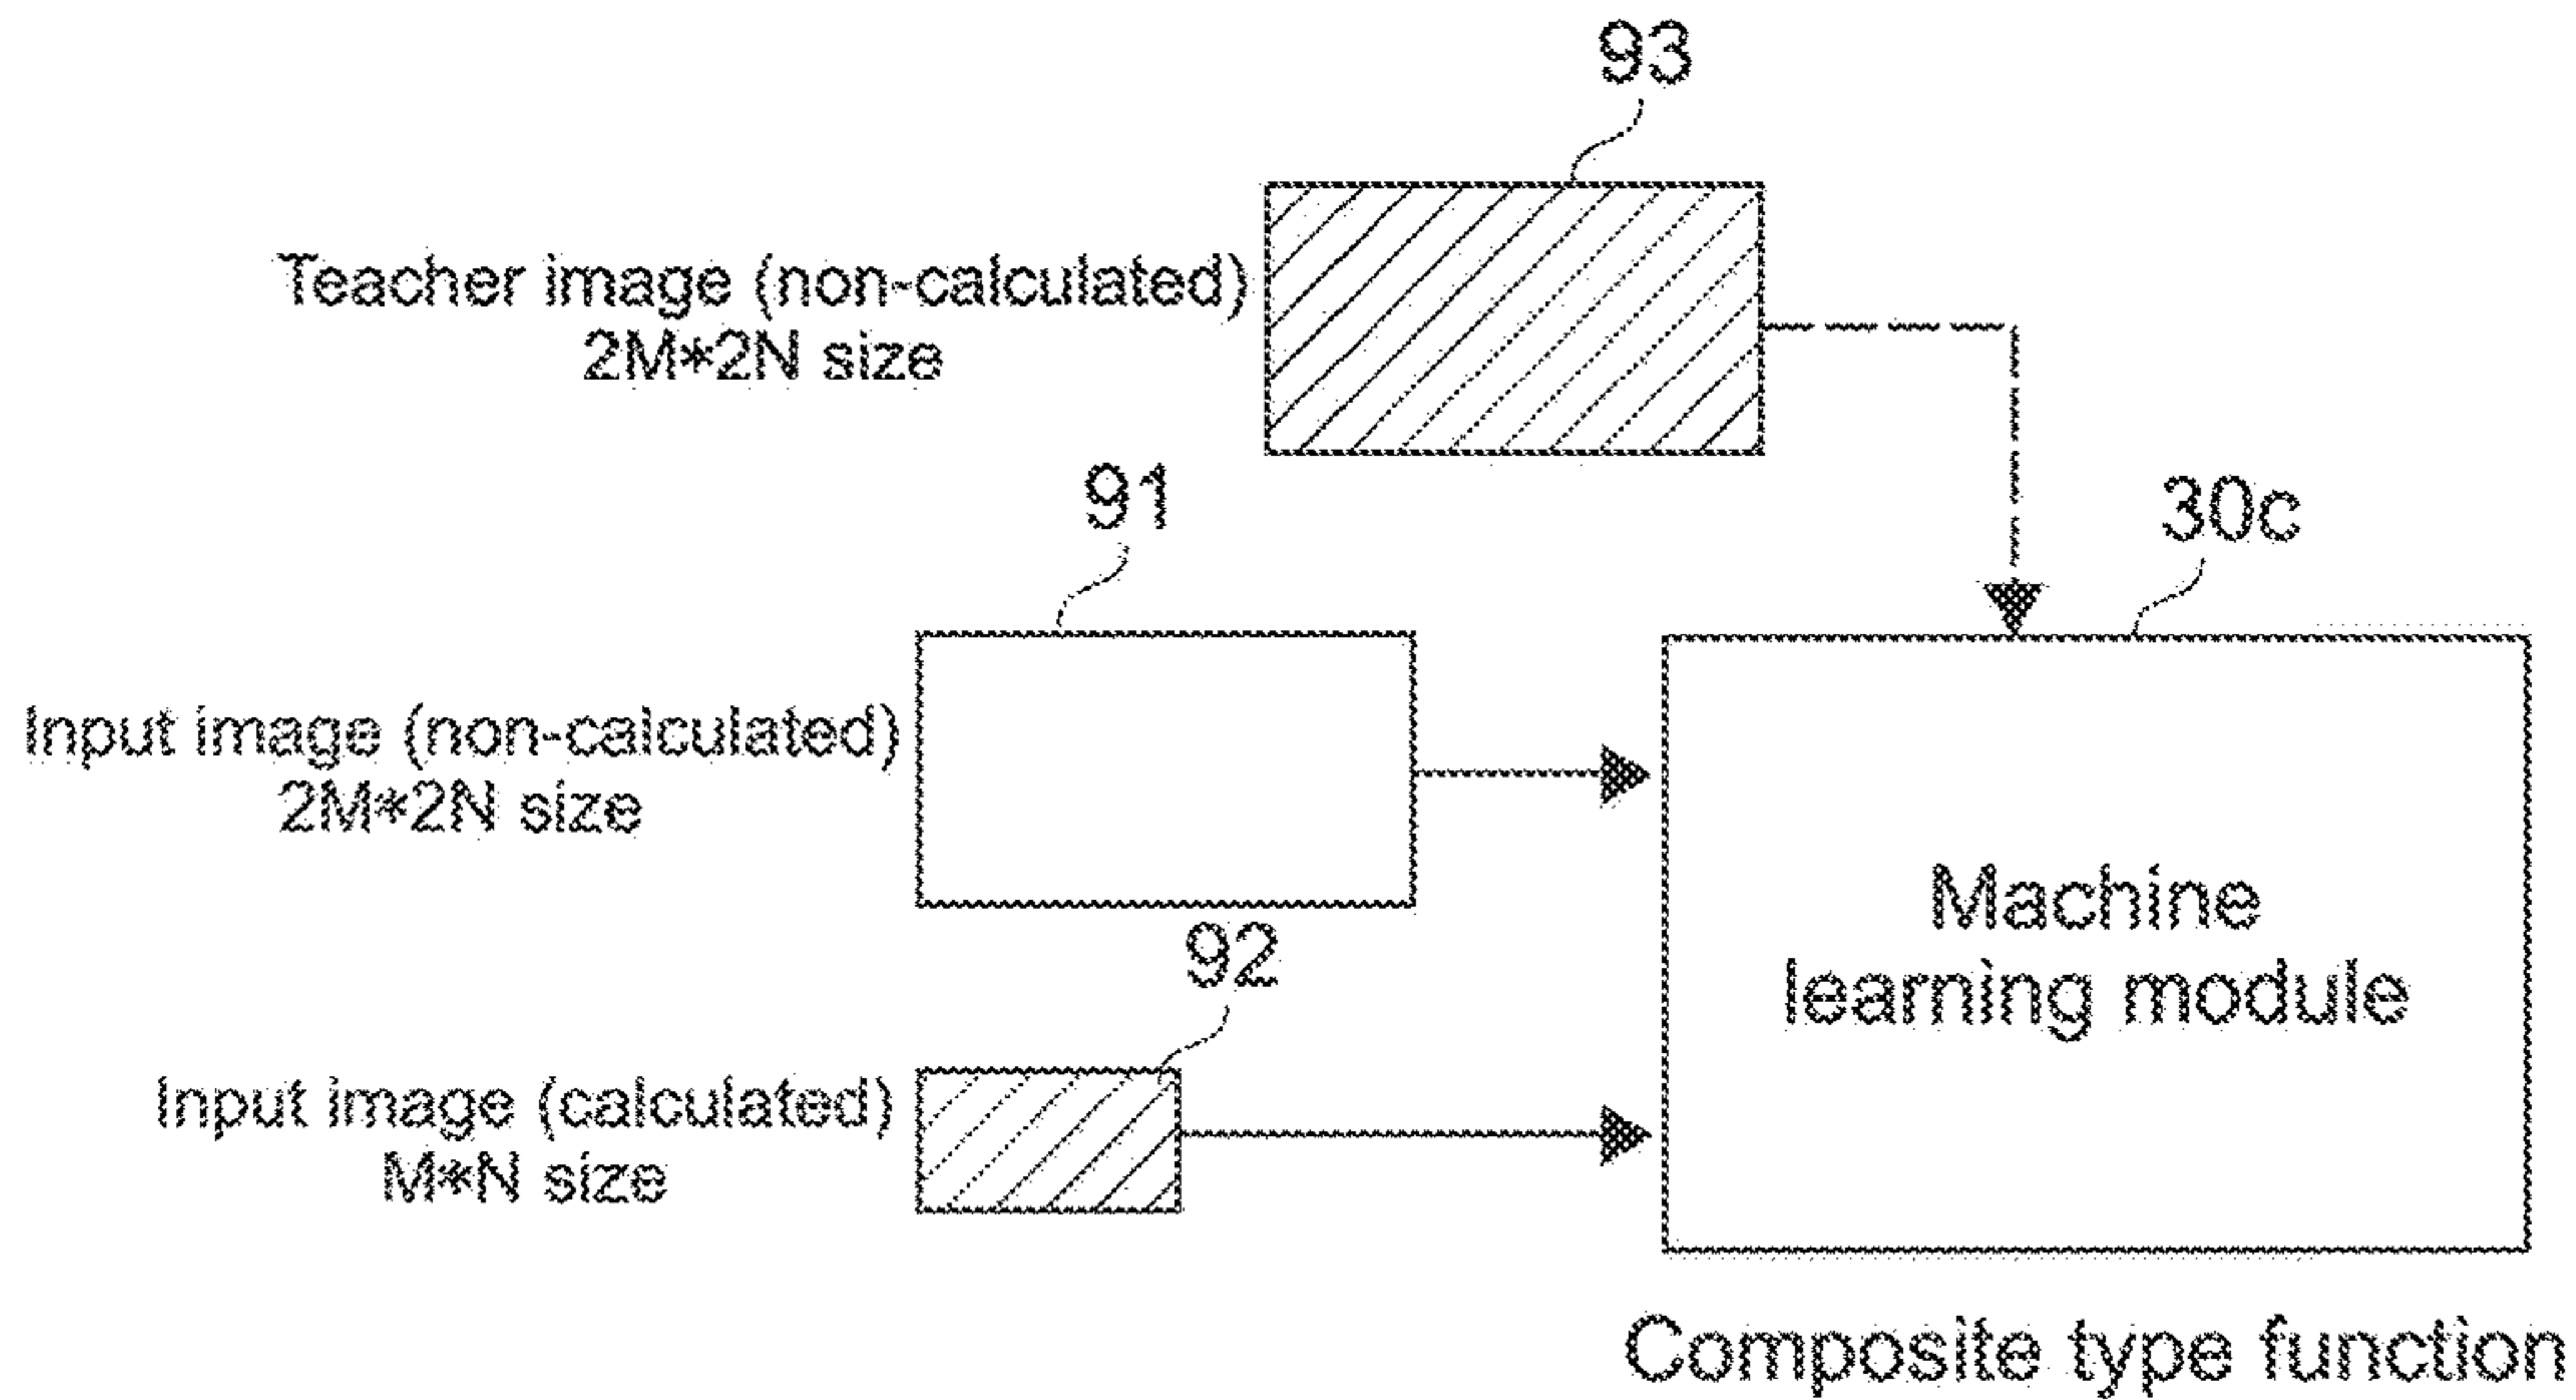 93
Teacher image (non-calculated)
2M*2N size
91
30c
Input image (non-calculated)
2M*2N size
92
Machine
learning module
Input image (calculated)
M*N size
Composite type function